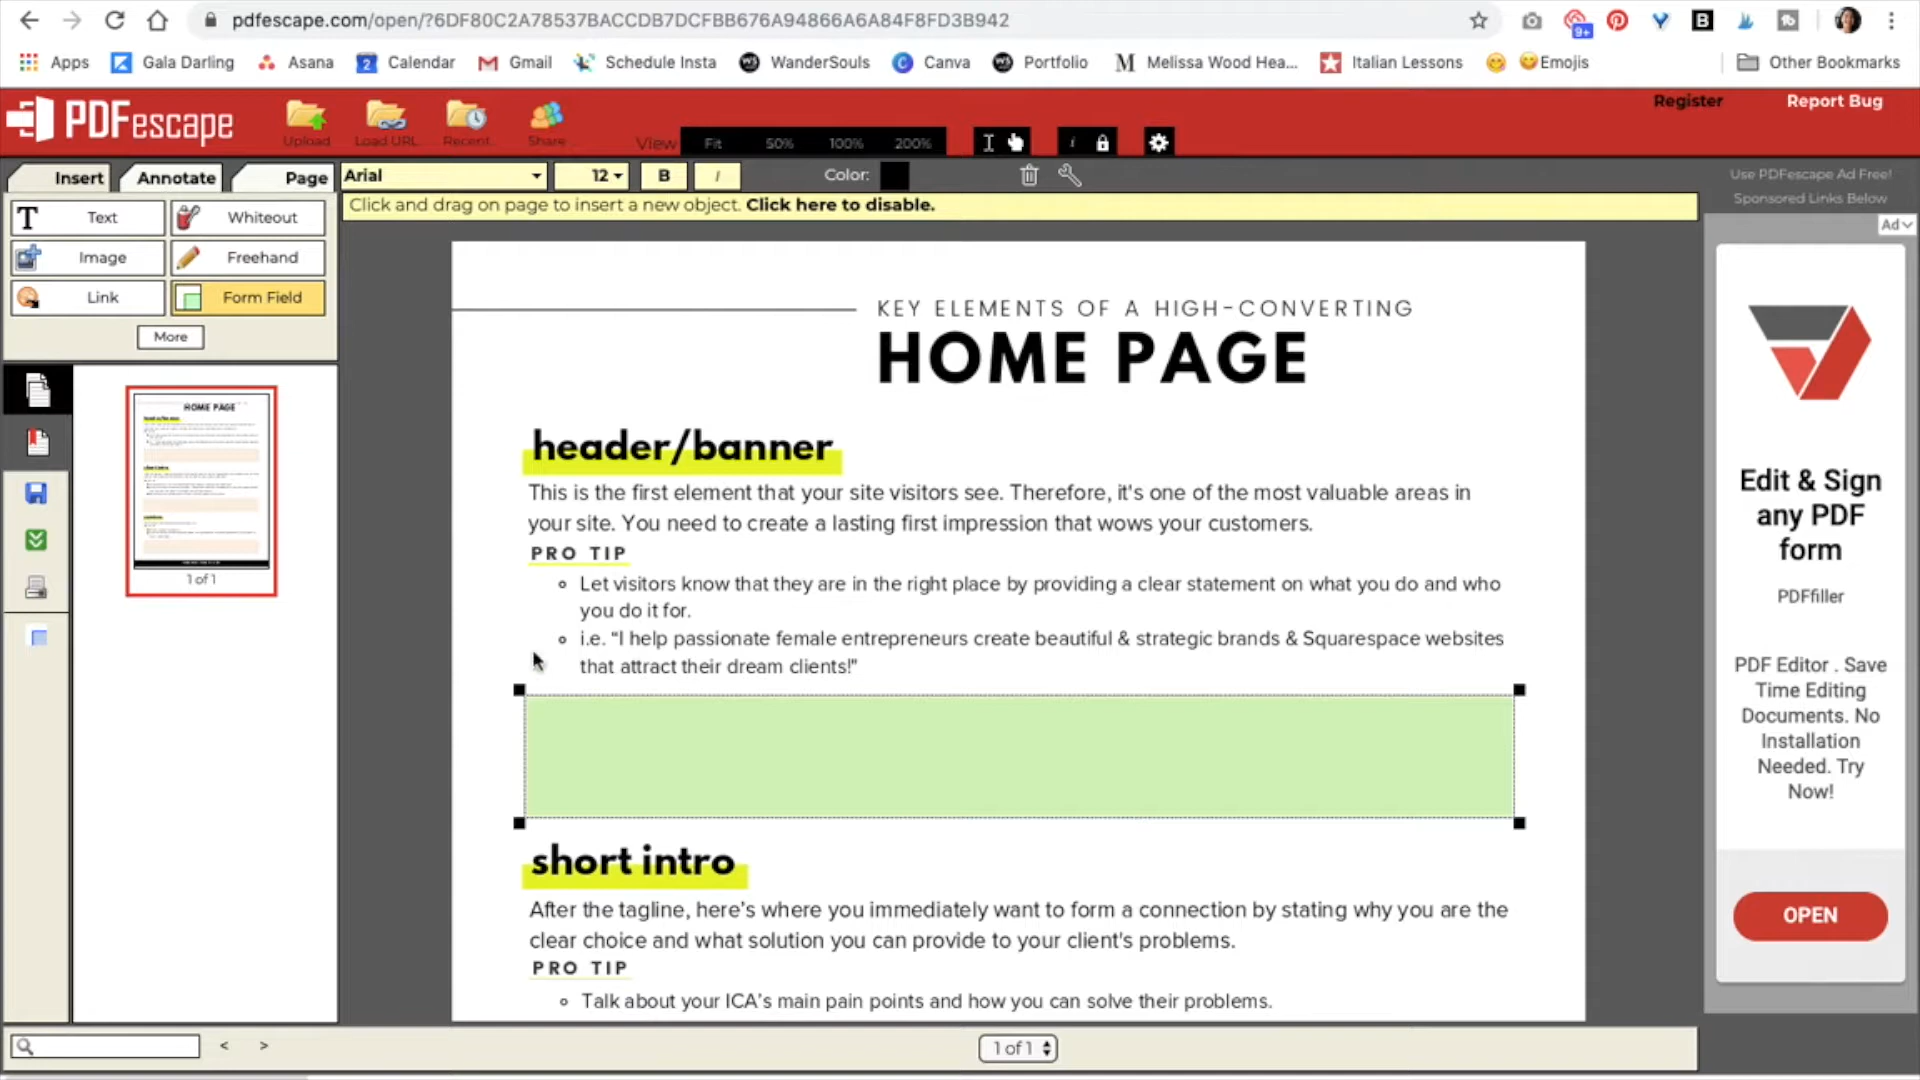 pdfescape.com/open/?6DF80C2A78537BACCDB7DCFBB676A94866A6A84F8FD3B942
9+
B
Apps
Gala Darling
Asana
2
Calendar
Gmail
Schedule Insta
WanderSouls
C
Canva
Portfolio
M
Melissa Wood Hea...
Italian Lessons
Emojis
Other Bookmarks
PDFescape
Upload
Load URL
Recent
Share
View
Fit
50%
100%
200%
Register
Report Bug
Insert
Annotate
Page
Arial
12
B
I
Color:
Use PDFescape Ad Free!
Sponsored Links Below
T
Text
Whiteout
Image
Freehand
Link
Form Field
More
Click and drag on page to insert a new object. Click here to disable.
Ad
HOME PAGE
1 of 1
KEY ELEMENTS OF A HIGH-CONVERTING
HOME PAGE
header/banner
This is the first element that your site visitors see. Therefore, it's one of the most valuable areas in
your site. You need to create a lasting first impression that wows your customers.
PRO TIP
Let visitors know that they are in the right place by providing a clear statement on what you do and who
you do it for.
i.e. “I help passionate female entrepreneurs create beautiful & strategic brands & Squarespace websites
that attract their dream clients!”
short intro
After the tagline, here’s where you immediately want to form a connection by stating why you are the
clear choice and what solution you can provide to your client's problems.
PRO TIP
Talk about your ICA’s main pain points and how you can solve their problems.
Edit & Sign
any PDF
form
PDFfiller
PDF Editor . Save
Time Editing
Documents. No
Installation
Needed. Try
Now!
OPEN
<
>
1 of 1